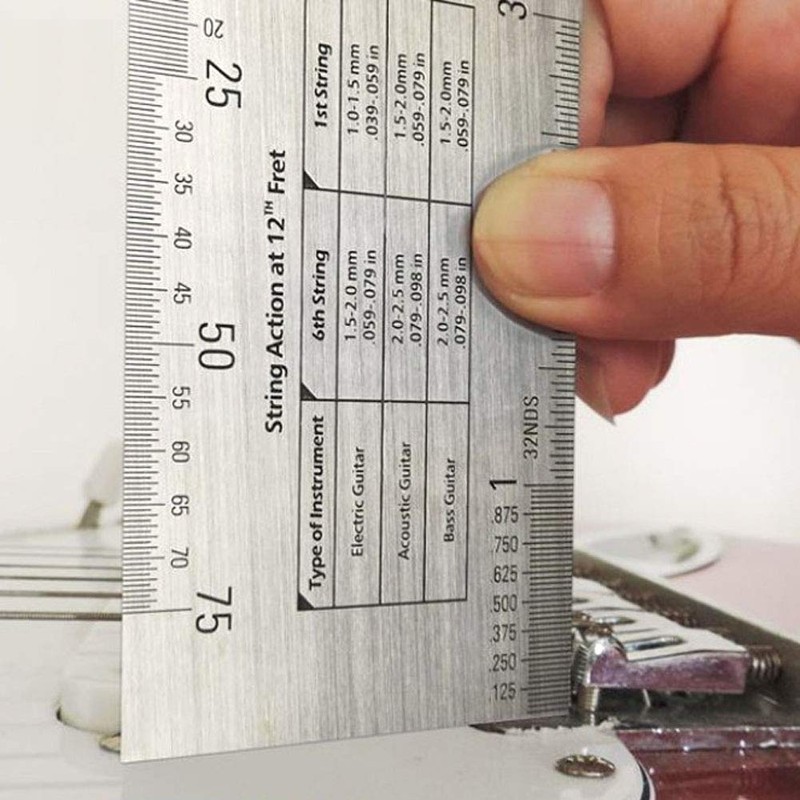 String Action at 12TH Fret
Type of Instrument 6th String 1st String
Electric Guitar 1.5-2.0 mm 1.0-1.5 mm
.059-.079 in .039-.059 in
Acoustic Guitar 2.0-2.5 mm 1.5-2.0mm
.079-.098 in .059-.079 in
Bass Guitar 2.0-2.5 mm 1.5-2.0mm
.079-.098 in .059-.079 in
75 70 65 60 55 50 45 40 35 30 25 20
.125 .250 .375 .500 .625 .750 .875 1 32NDS 3